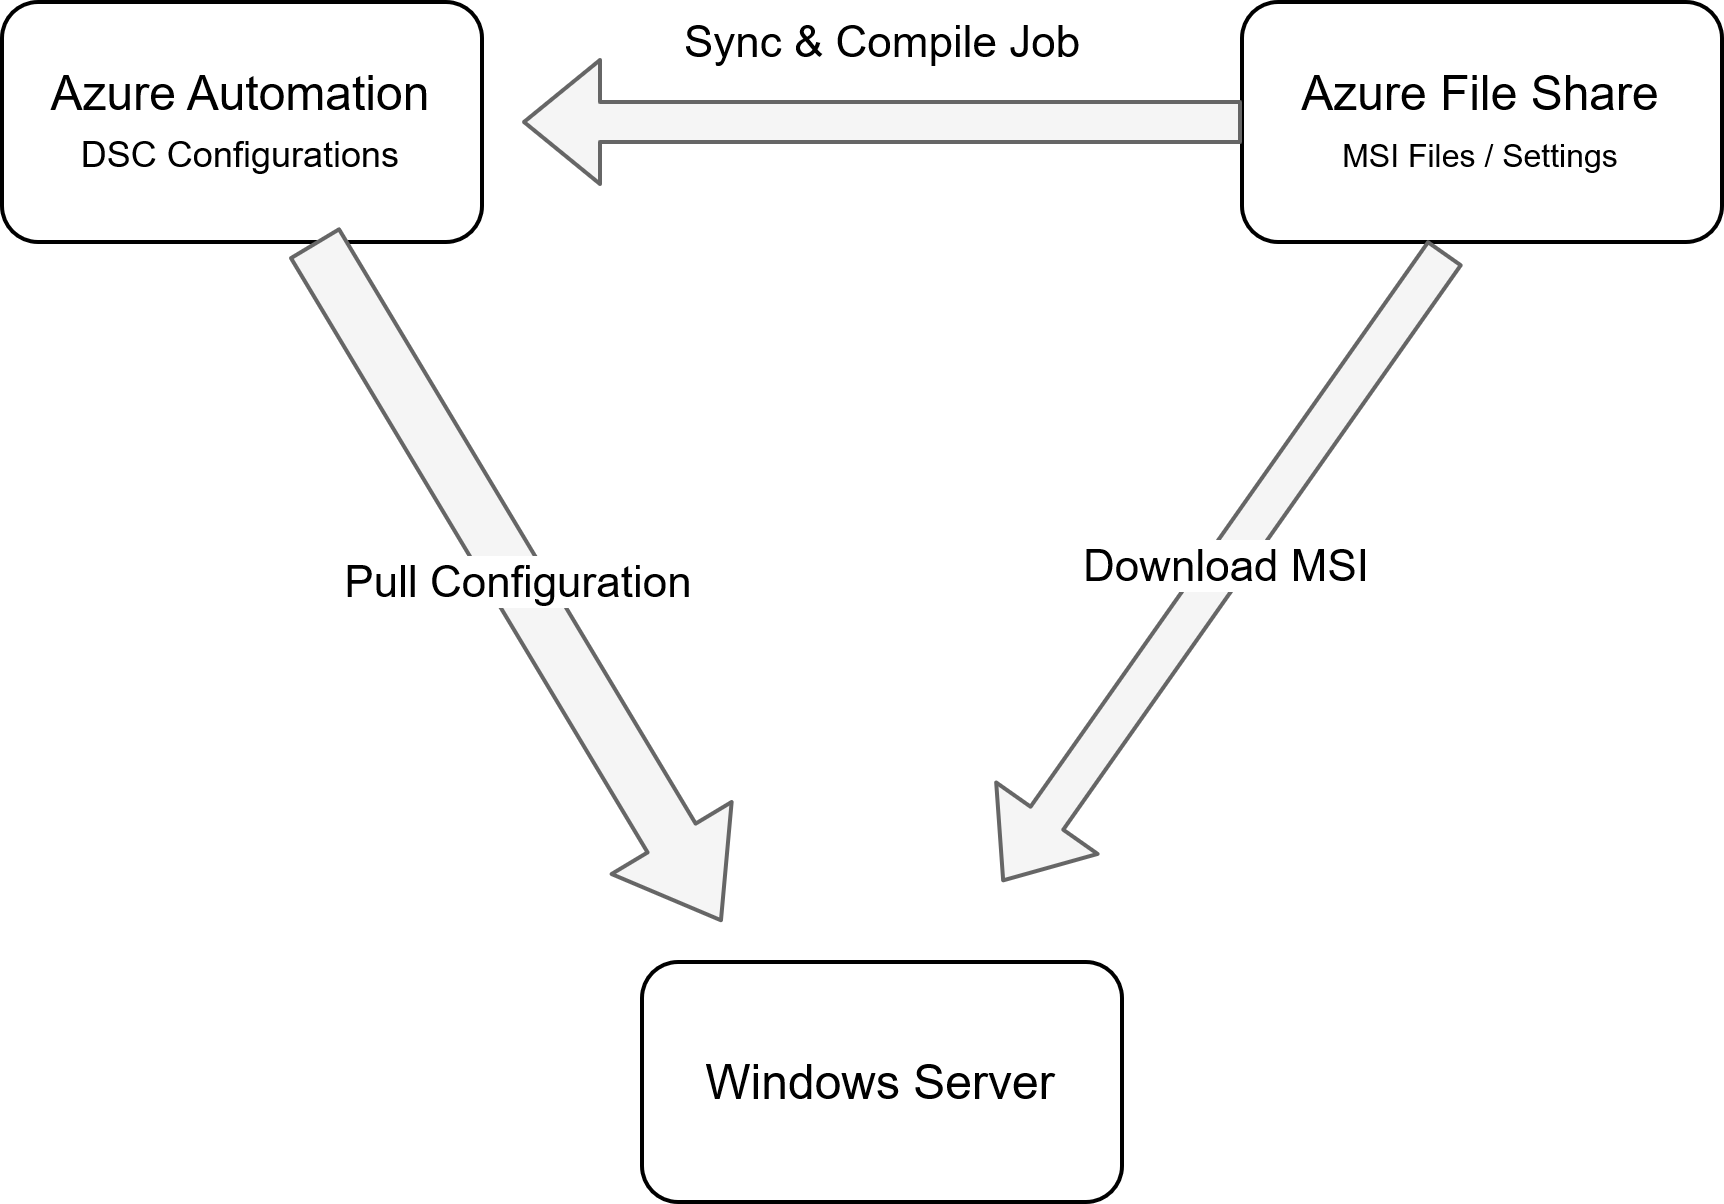 Sync & Compile Job
Azure Automation
DSC Configurations
Azure File Share
MSI Files / Settings
Pull Configuration
Download MSI
Windows Server